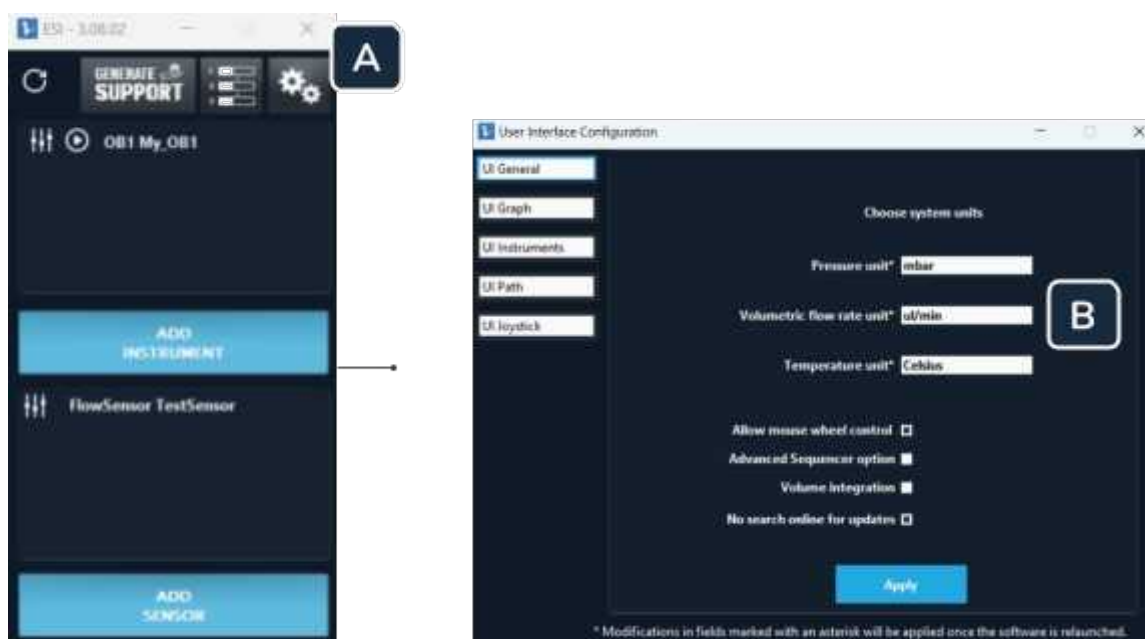 ESI - 3.08.02
A
GENERATE
SUPPORT
OB1 My_OB1
ADD
INSTRUMENT
FlowSensor TestSensor
ADD
SENSOR
User Interface Configuration
UI General
UI Graph
UI Instruments
UI Path
UI Joystick
Choose system units
Pressure unit* mbar
Volumetric flow rate unit* ul/min
B
Temperature unit* Celsius
Allow mouse wheel control
Advanced Sequencer option
Volume Integration
No search online for updates
Apply
* Modifications in fields marked with an asterisk will be applied once the software is relaunched.